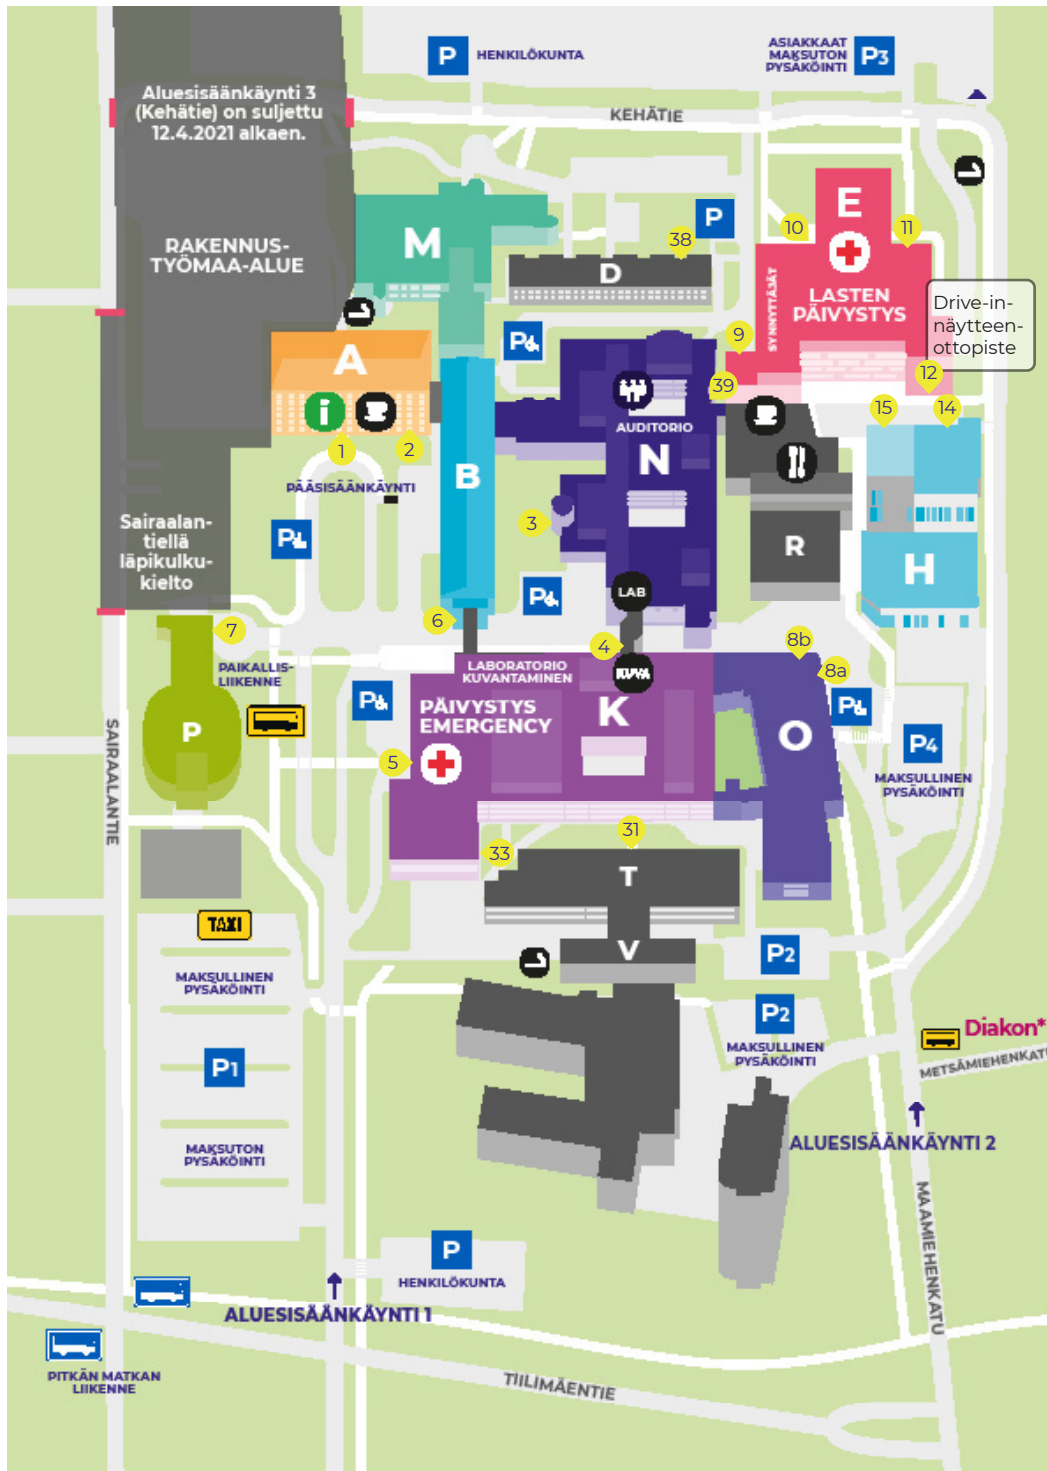 P HENKILÖKUNTA
ASIAKKAAT
MAKSUTON
PYSÄKÖINTI
P3
Aluesisäänkäynti 3
(Kehätie) on suljettu
12.4.2021 alkaen.
KEHÄTIE
E
10
11
P
M
38
D
RAKENNUS-
TYÖMAA-ALUE
SYNNYTTÄJÄT
LASTEN
PÄIVYSTYS
Drive-in-
näytteen-
ottopiste
9
P
A
39
12
i
15
14
AUDITORIO
1
2
N
B
PÄÄSISÄÄNKÄYNTI
3
Sairaalan-
tiellä
läpikulku-
kielto
P
R
H
P
LAB
6
7
4
8b
8a
PAIKALLIS-
LIIKENNE
LABORATORIO
KUVANTAMINEN
KUVA
P
PÄIVYSTYS
EMERGENCY
K
P
P
O
P4
5
MAKSULLINEN
PYSÄKÖINTI
SAIRAALANTIE
31
33
T
TAXI
V
P2
MAKSULLINEN
PYSÄKÖINTI
P2
MAKSULLINEN
PYSÄKÖINTI
Diakon*
METSÄMIEHENKATU
P1
ALUESISÄÄNKÄYNTI 2
MAKSUTON
PYSÄKÖINTI
MAAMIEHENKATU
P
HENKILÖKUNTA
ALUESISÄÄNKÄYNTI 1
PITKÄN MATKAN
LIIKENNE
TIILIMÄENTIE